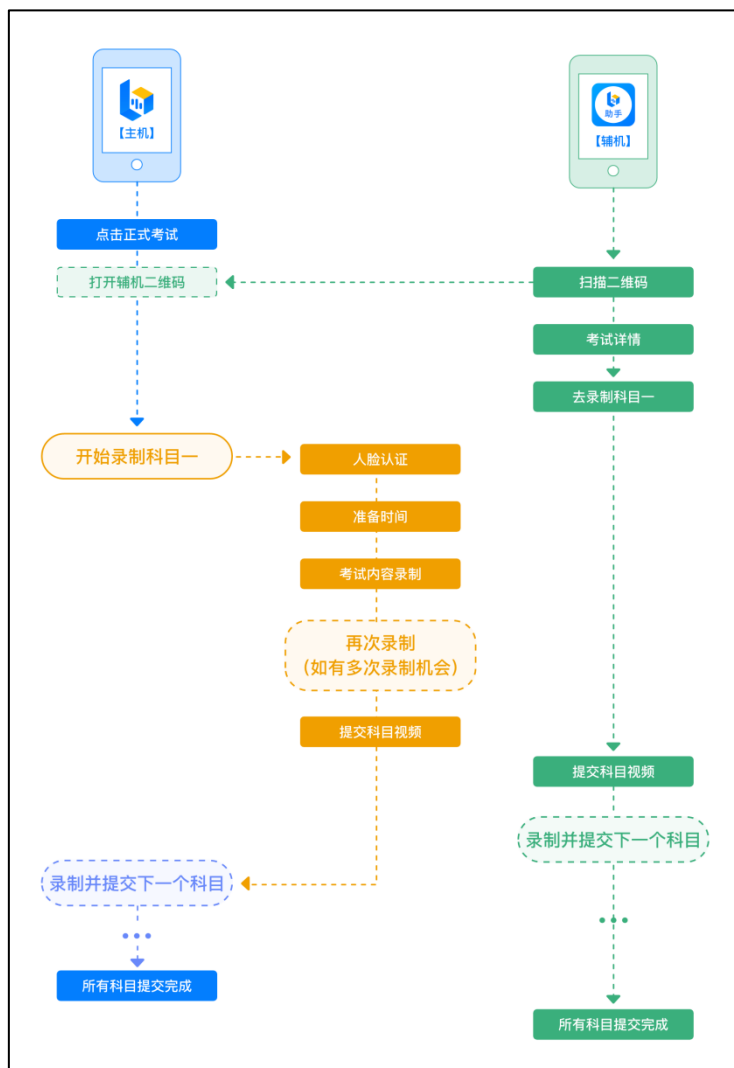 【主机】
助手
【辅机】
点击正式考试
打开辅机二维码
扫描二维码
考试详情
去录制科目一
开始录制科目一
人脸认证
准备时间
考试内容录制
再次录制
（如有多次录制机会）
提交科目视频
提交科目视频
录制并提交下一个科目
录制并提交下一个科目
所有科目提交完成
所有科目提交完成